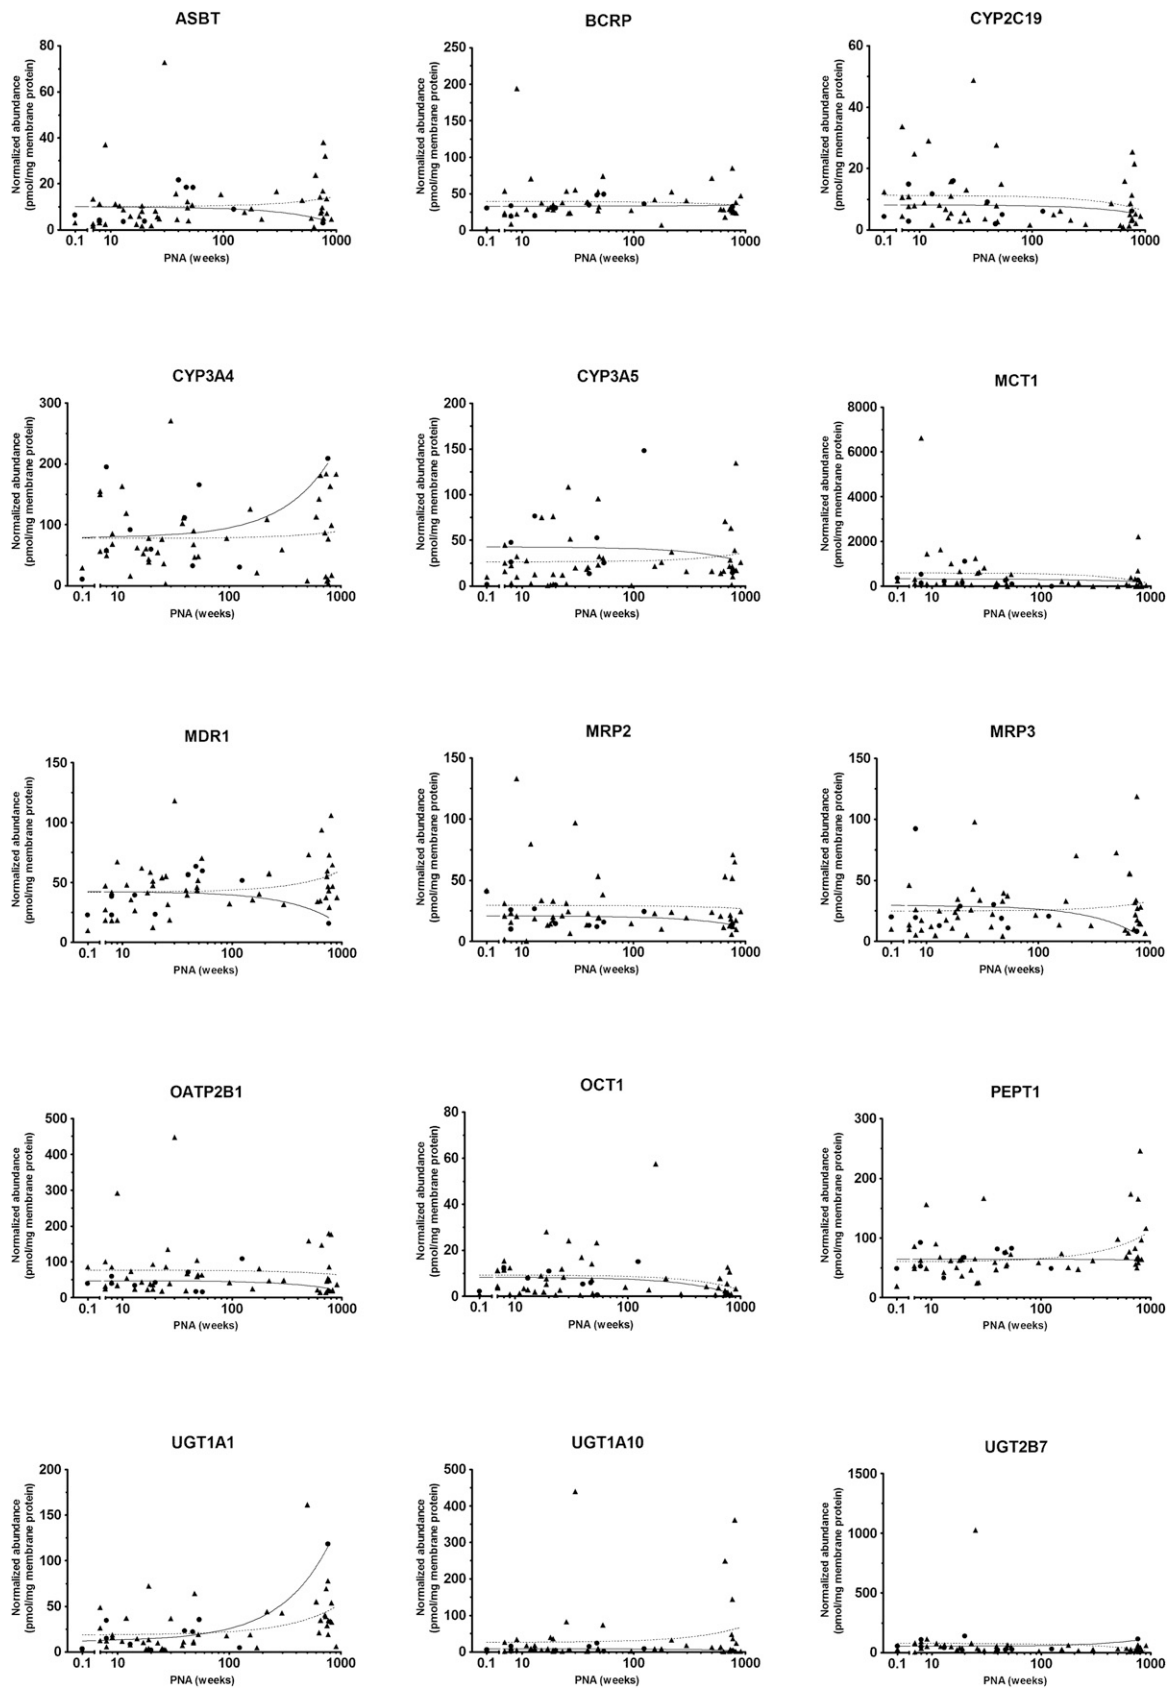 ASBT
Normalized abundance
(pmol/mg membrane protein)
80
60
40
20
0
0.1 10 100 1000
PNA (weeks)
BCRP
Normalized abundance
(pmol/mg membrane protein)
250
200
150
100
50
0
0.1 10 100 1000
PNA (weeks)
CYP2C19
Normalized abundance
(pmol/mg membrane protein)
60
40
20
0
0.1 10 100 1000
PNA (weeks)
CYP3A4
Normalized abundance
(pmol/mg membrane protein)
300
200
100
0
0.1 10 100 1000
PNA (weeks)
CYP3A5
Normalized abundance
(pmol/mg membrane protein)
200
150
100
50
0
0.1 10 100 1000
PNA (weeks)
MCT1
Normalized abundance
(pmol/mg membrane protein)
8000
6000
4000
2000
0
0.1 10 100 1000
PNA (weeks)
MDR1
Normalized abundance
(pmol/mg membrane protein)
150
100
50
0
0.1 10 100 1000
PNA (weeks)
MRP2
Normalized abundance
(pmol/mg membrane protein)
150
100
50
0
0.1 10 100 1000
PNA (weeks)
MRP3
Normalized abundance
(pmol/mg membrane protein)
150
100
50
0
0.1 10 100 1000
PNA (weeks)
OATP2B1
Normalized abundance
(pmol/mg membrane protein)
500
400
300
200
100
0
0.1 10 100 1000
PNA (weeks)
OCT1
Normalized abundance
(pmol/mg membrane protein)
80
60
40
20
0
0.1 10 100 1000
PNA (weeks)
PEPT1
Normalized abundance
(pmol/mg membrane protein)
300
200
100
0
0.1 10 100 1000
PNA (weeks)
UGT1A1
Normalized abundance
(pmol/mg membrane protein)
200
150
100
50
0
0.1 10 100 1000
PNA (weeks)
UGT1A10
Normalized abundance
(pmol/mg membrane protein)
500
400
300
200
100
0
0.1 10 100 1000
PNA (weeks)
UGT2B7
Normalized abundance
(pmol/mg membrane protein)
1500
1000
500
0
0.1 10 100 1000
PNA (weeks)